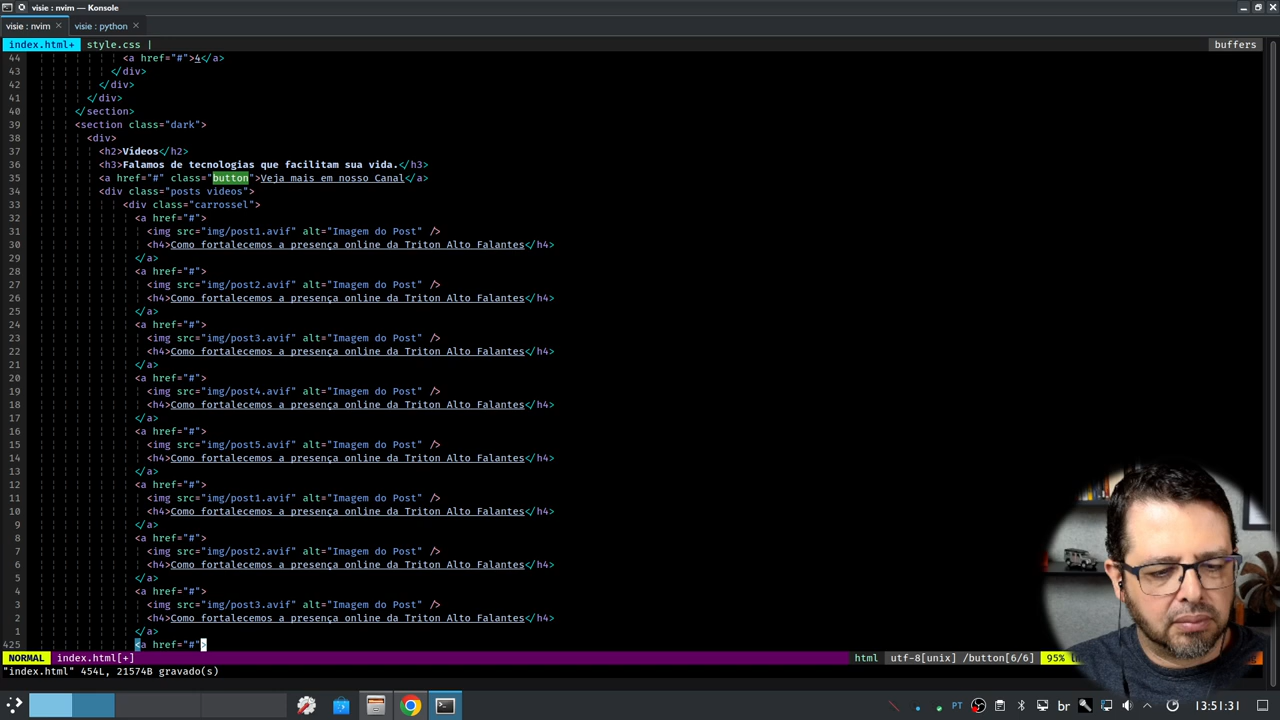 visie : nvim — Konsole
visie : nvim
visie : python
index.html+ style.css |
buffers
44 <a href="#">4</a>
43 </div>
42 </div>
41 </div>
40 </section>
39 <section class="dark">
38 <div>
37 <h2>Videos</h2>
36 <h3>Falamos de tecnologias que facilitam sua vida.</h3>
35 <a href="#" class="button">Veja mais em nosso Canal</a>
34 <div class="posts videos">
33 <div class="carrossel">
32 <a href="#">
31 <img src="img/post1.avif" alt="Imagem do Post" />
30 <h4>Como fortalecemos a presença online da Triton Alto Falantes</h4>
29 </a>
28 <a href="#">
27 <img src="img/post2.avif" alt="Imagem do Post" />
26 <h4>Como fortalecemos a presença online da Triton Alto Falantes</h4>
25 </a>
24 <a href="#">
23 <img src="img/post3.avif" alt="Imagem do Post" />
22 <h4>Como fortalecemos a presença online da Triton Alto Falantes</h4>
21 </a>
20 <a href="#">
19 <img src="img/post4.avif" alt="Imagem do Post" />
18 <h4>Como fortalecemos a presença online da Triton Alto Falantes</h4>
17 </a>
16 <a href="#">
15 <img src="img/post5.avif" alt="Imagem do Post" />
14 <h4>Como fortalecemos a presença online da Triton Alto Falantes</h4>
13 </a>
12 <a href="#">
11 <img src="img/post1.avif" alt="Imagem do Post" />
10 <h4>Como fortalecemos a presença online da Triton Alto Falantes</h4>
9 </a>
8 <a href="#">
7 <img src="img/post2.avif" alt="Imagem do Post" />
6 <h4>Como fortalecemos a presença online da Triton Alto Falantes</h4>
5 </a>
4 <a href="#">
3 <img src="img/post3.avif" alt="Imagem do Post" />
2 <h4>Como fortalecemos a presença online da Triton Alto Falantes</h4>
1 </a>
425 <a href="#">
NORMAL index.html[+] html utf-8[unix] /button[6/6] 95%
"index.html" 454L, 21574B gravado(s)
PT br 13:51:31